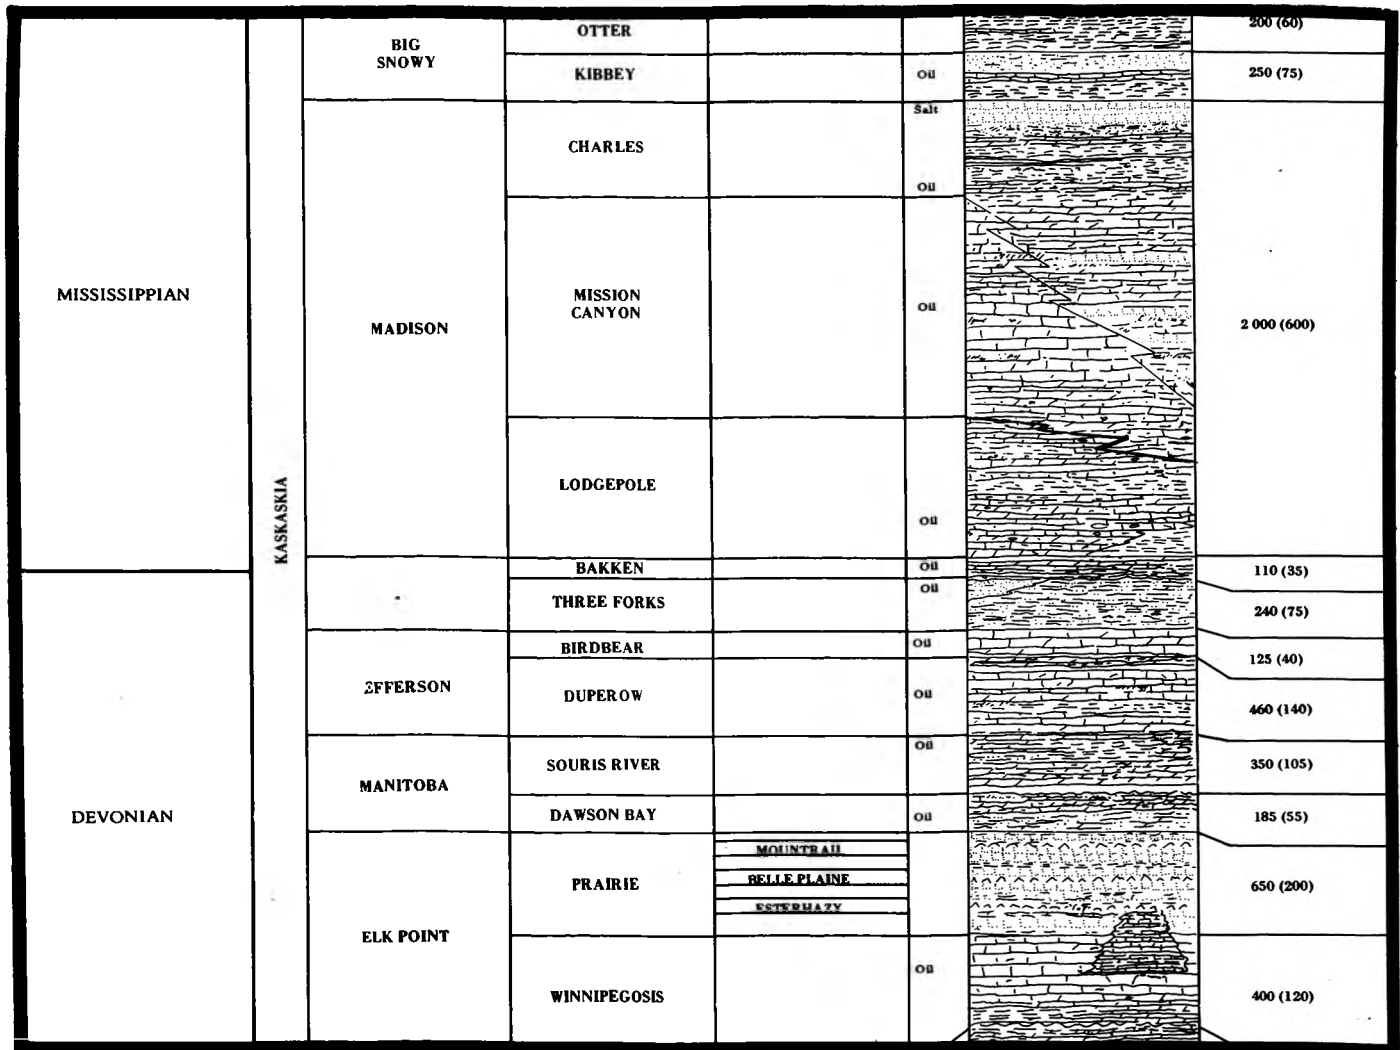 OTTER
200 (60)
BIG
SNOWY
KIBBEY
Oil
250 (75)
Salt
CHARLES
Oil
MISSISSIPPIAN
MADISON
MISSION
CANYON
Oil
2 000 (600)
KASKASKIA
LODGEPOLE
Oil
BAKKEN
Oil
110 (35)
THREE FORKS
Oil
240 (75)
BIRDBEAR
Oil
125 (40)
EFFERSON
DUPEROW
Oil
460 (140)
SOURIS RIVER
Oil
350 (105)
MANITOBA
DEVONIAN
DAWSON BAY
Oil
185 (55)
MOUNTRAIL
PRAIRIE
BELLE PLAINE
650 (200)
ESTERHAZY
ELK POINT
Oil
WINNIPEGOSIS
400 (120)